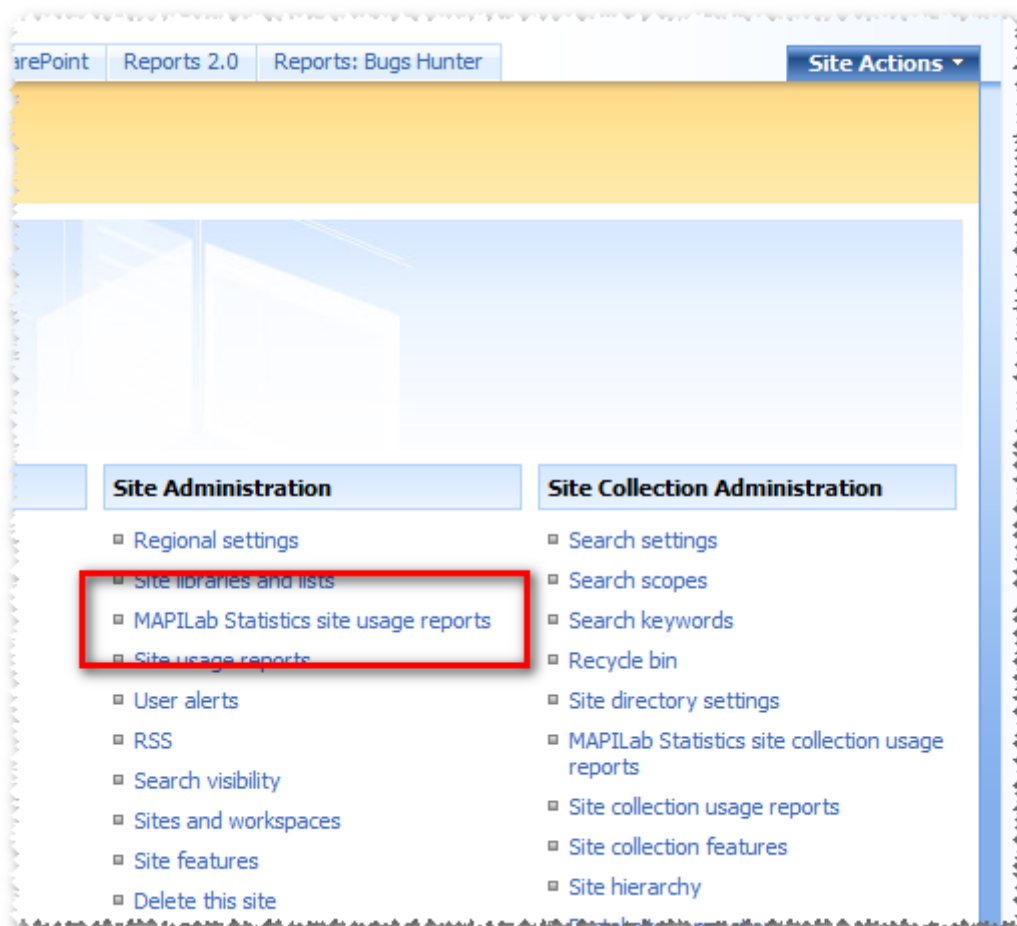 Reports 2.0
Reports: Bugs Hunter
Site Actions
Site Administration
Regional settings
Site libraries and lists
MAPILab Statistics site usage reports
Site usage reports
User alerts
RSS
Search visibility
Sites and workspaces
Site features
Delete this site
Site Collection Administration
Search settings
Search scopes
Search keywords
Recycle bin
Site directory settings
MAPILab Statistics site collection usage
reports
Site collection usage reports
Site collection features
Site hierarchy